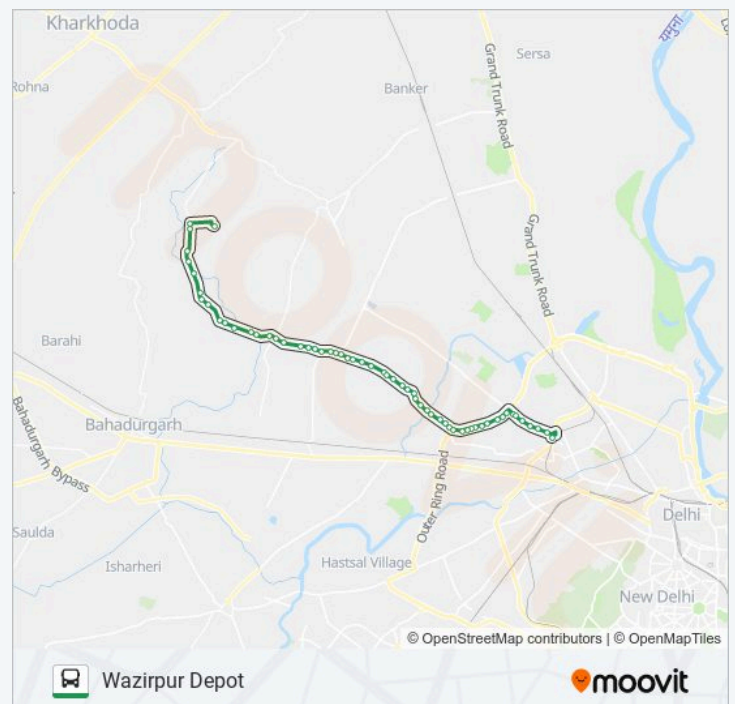 Kharkhoda
यमुना
Rohna
Sersa
Banker
Grand Trunk Road
Grand Trunk Road
Barahi
Bahadurgarh
Bahadurgarh Bypass
Outer Ring Road
Delhi
Saulda
Isharheri
Hastsal Village
New Delhi
© OpenStreetMap contributors | © OpenMapTiles
Wazirpur Depot
moovit